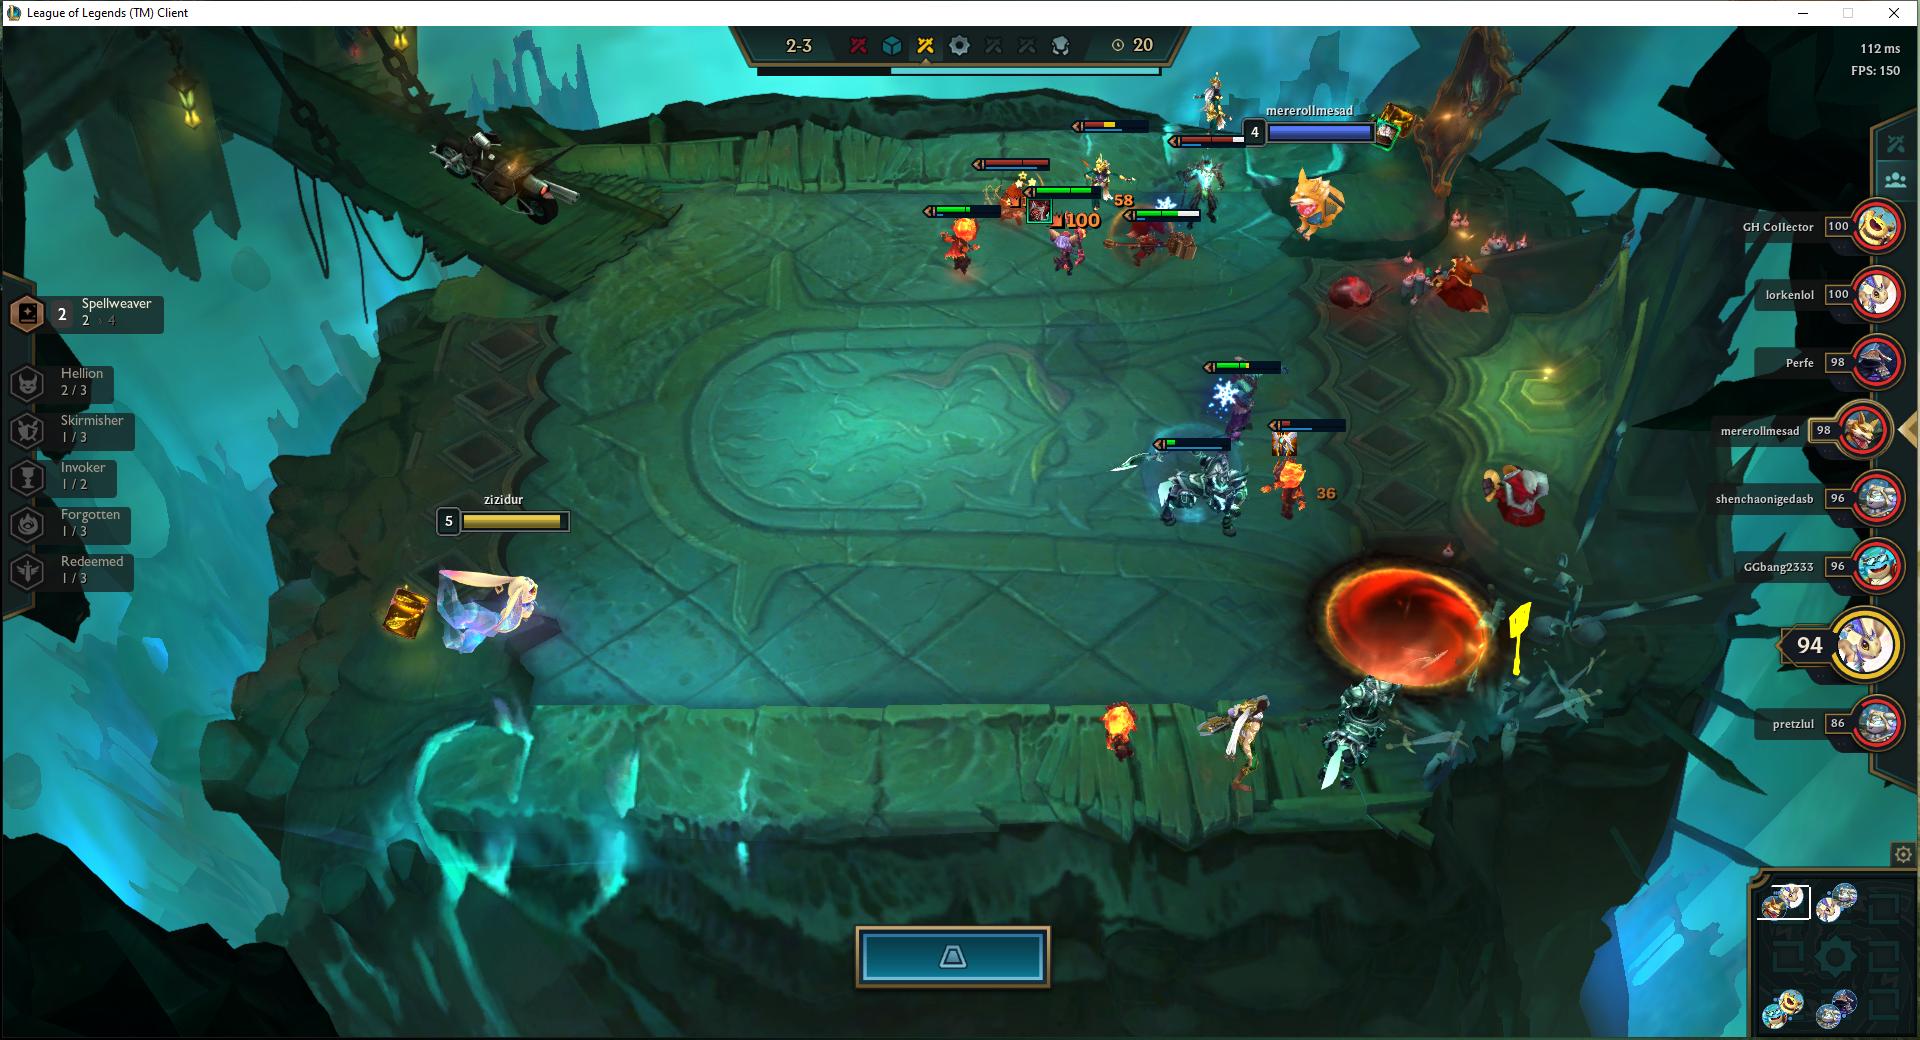 League of Legends (TM) Client
2-3
20
112 ms
FPS: 150
mererollmesad
4
58
100
GH Collector
100
lorkenlol
100
Perfe
98
mererollmesad
98
shenchaonigedasb
96
GGbang2333
96
94
pretzlul
86
2
Spellweaver
2 › 4
Hellion
2 / 3
Skirmisher
1 / 3
Invoker
1 / 2
Forgotten
1 / 3
Redeemed
1 / 3
36
zizidur
5